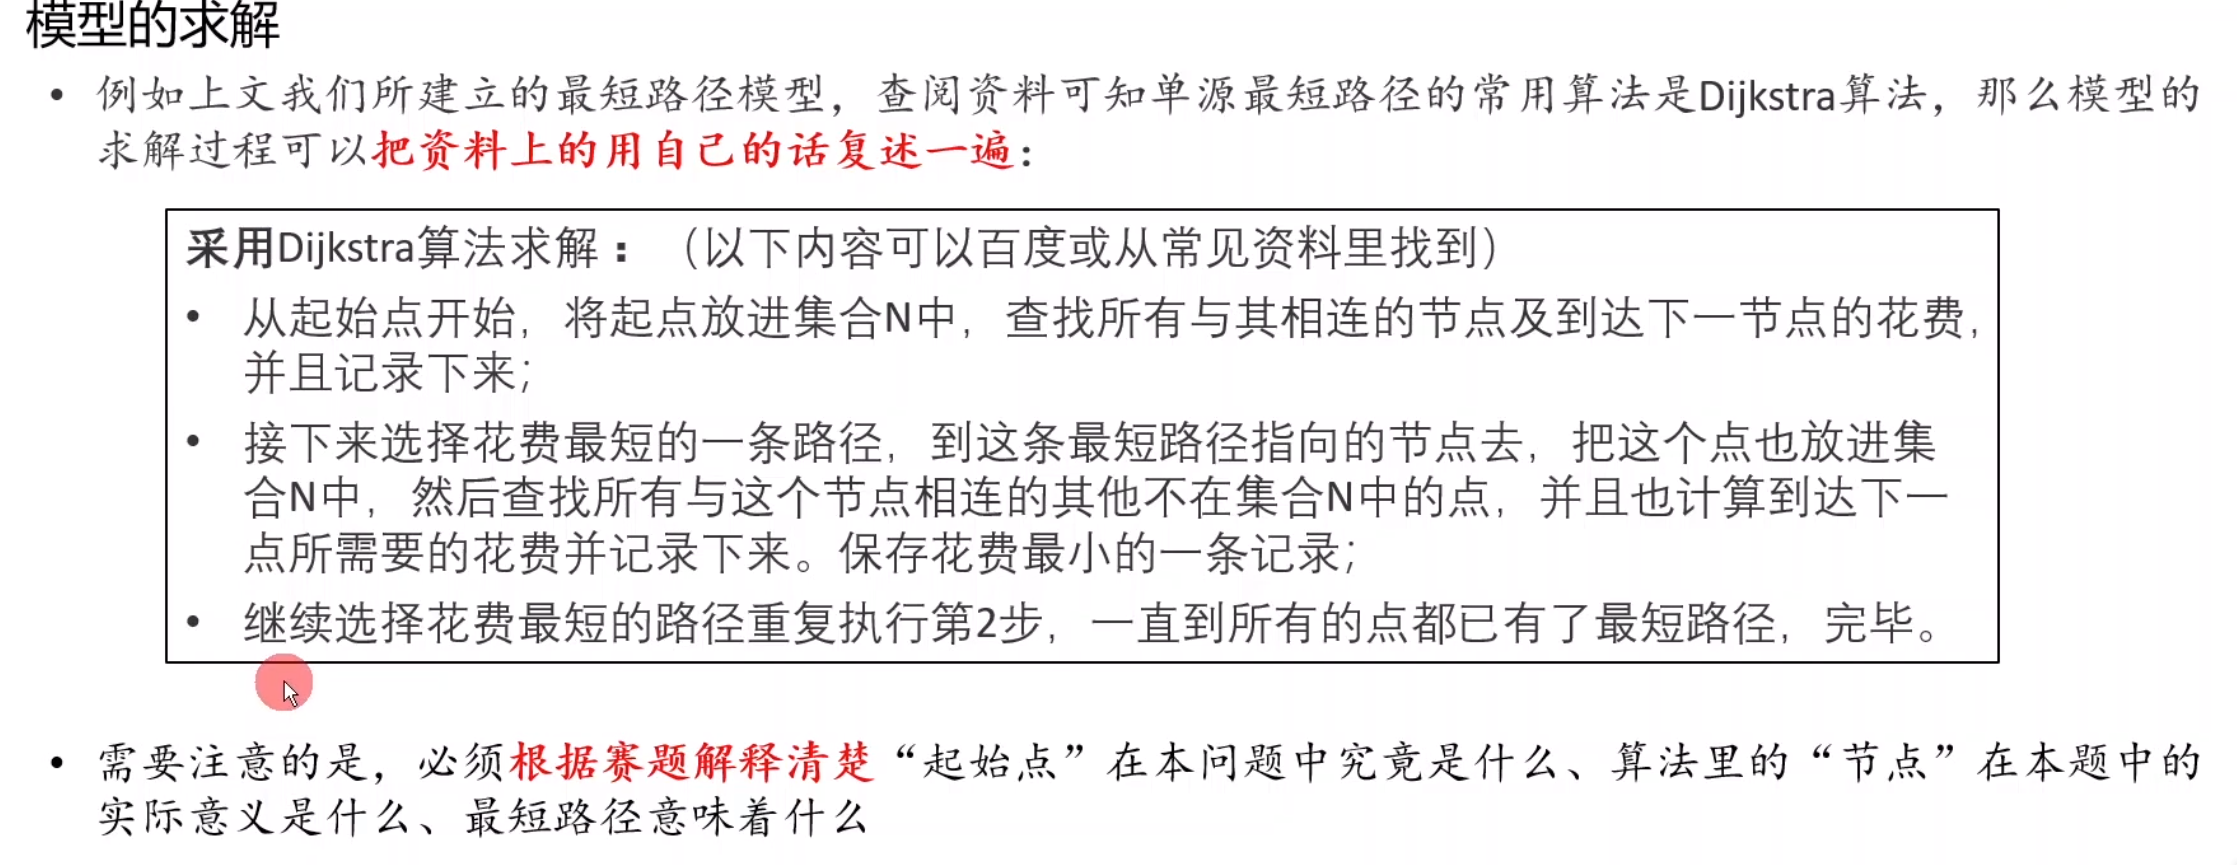 模型的求解
• 例如上文我们所建立的最短路径模型，查阅资料可知单源最短路径的常用算法是Dijkstra算法，那么模型的
求解过程可以把资料上的用自己的话复述一遍：
采用Dijkstra算法求解：（以下内容可以百度或从常见资料里找到）
• 从起始点开始，将起点放进集合N中，查找所有与其相连的节点及到达下一节点的花费，
并且记录下来；
• 接下来选择花费最短的一条路径，到这条最短路径指向的节点去，把这个点也放进集
合N中，然后查找所有与这个节点相连的其他不在集合N中的点，并且也计算到达下一
点所需要的花费并记录下来。保存花费最小的一条记录；
• 继续选择花费最短的路径重复执行第2步，一直到所有的点都已有了最短路径，完毕。
• 需要注意的是，必须根据赛题解释清楚“起始点”在本问题中究竟是什么、算法里的“节点”在本题中的
实际意义是什么、最短路径意味着什么